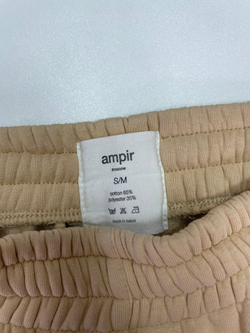 ampir
moscow
S/M
cotton 65%
polyester 35%